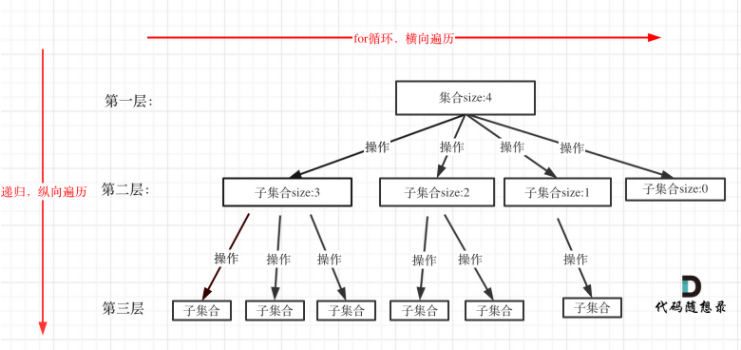 for循环，横向遍历
第一层：
集合size:4
操作
操作
操作
操作
递归，纵向遍历
第二层：
子集合size:3
子集合size:2
子集合size:1
子集合size:0
操作
操作
操作
操作
操作
操作
第三层
子集合
子集合
子集合
子集合
子集合
子集合
代码随想录